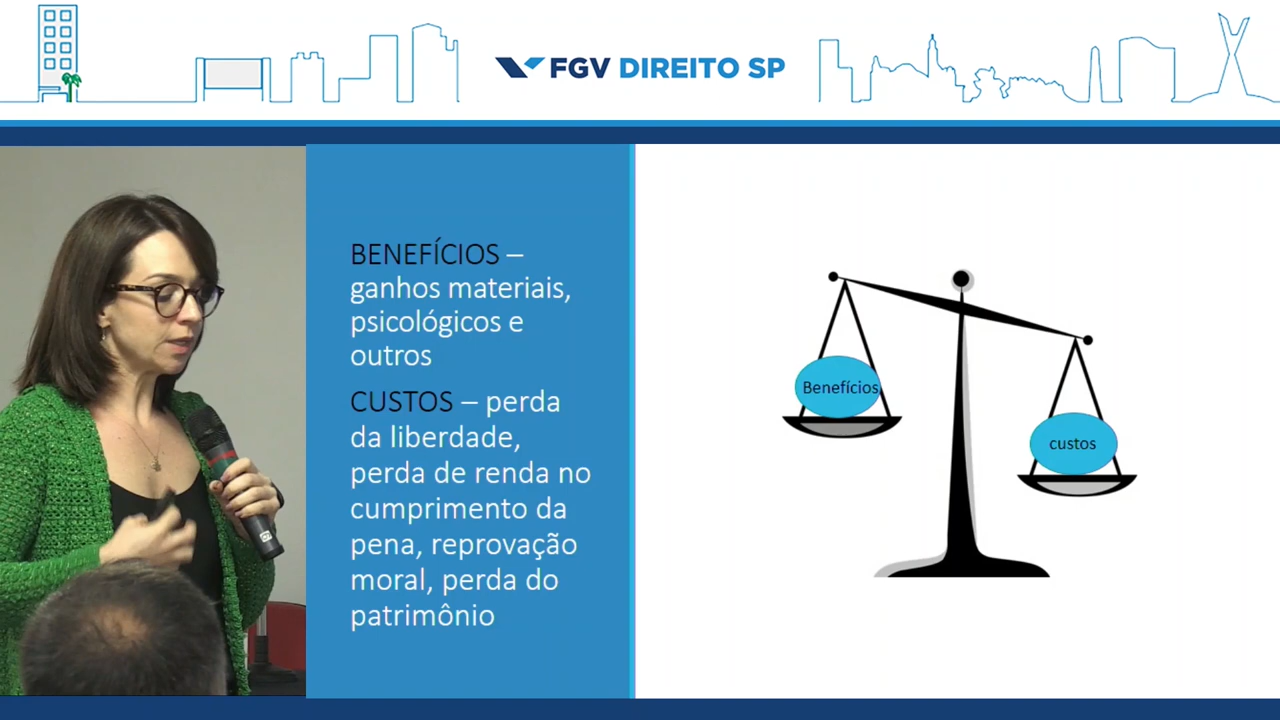 FGV DIREITO SP
BENEFÍCIOS –
ganhos materiais,
psicológicos e
outros
CUSTOS – perda
da liberdade,
perda de renda no
cumprimento da
pena, reprovação
moral, perda do
patrimônio
Benefícios
custos